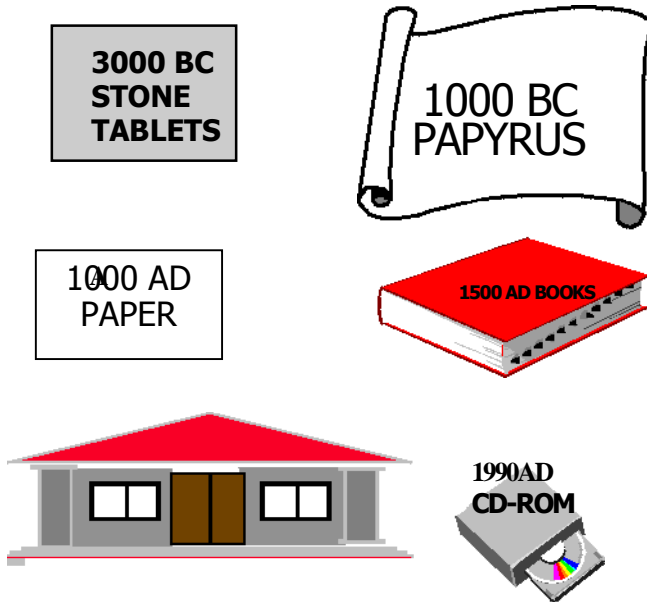 3000 BC
STONE
TABLETS
1000 BC
PAPYRUS
1000 AD
PAPER
1500 AD BOOKS
1990AD
CD-ROM